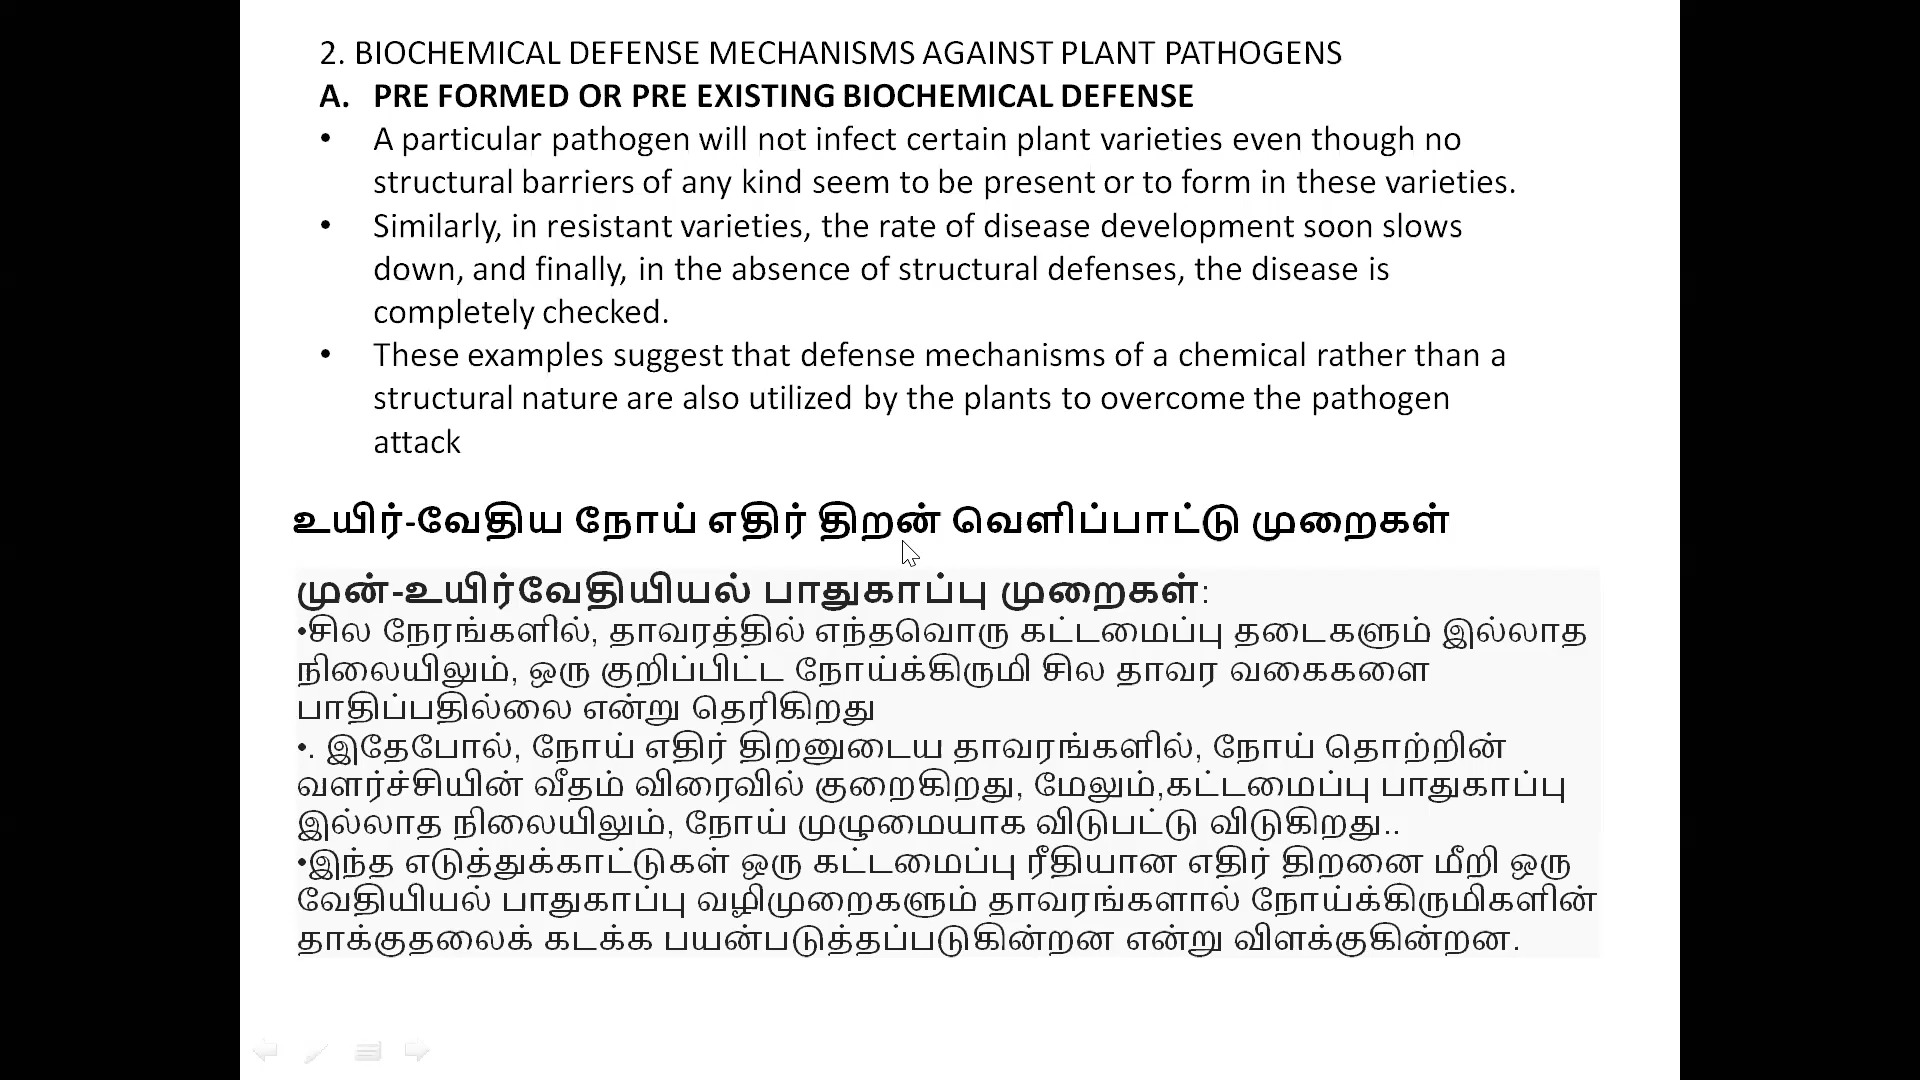 2. BIOCHEMICAL DEFENSE MECHANISMS AGAINST PLANT PATHOGENS
A. PRE FORMED OR PRE EXISTING BIOCHEMICAL DEFENSE
• A particular pathogen will not infect certain plant varieties even though no
structural barriers of any kind seem to be present or to form in these varieties.
• Similarly, in resistant varieties, the rate of disease development soon slows
down, and finally, in the absence of structural defenses, the disease is
completely checked.
• These examples suggest that defense mechanisms of a chemical rather than a
structural nature are also utilized by the plants to overcome the pathogen
attack
உயிர்-வேதிய நோய் எதிர் திறன் வெளிப்பாட்டு முறைகள்
முன்-உயிர்வேதியியல் பாதுகாப்பு முறைகள்:
•சில நேரங்களில், தாவரத்தில் எந்தவொரு கட்டமைப்பு தடைகளும் இல்லாத
நிலையிலும், ஒரு குறிப்பிட்ட நோய்க்கிருமி சில தாவர வகைகளை
பாதிப்பதில்லை என்று தெரிகிறது
•. இதேபோல், நோய் எதிர் திறனுடைய தாவரங்களில், நோய் தொற்றின்
வளர்ச்சியின் வீதம் விரைவில் குறைகிறது, மேலும்,கட்டமைப்பு பாதுகாப்பு
இல்லாத நிலையிலும், நோய் முழுமையாக விடுபட்டு விடுகிறது..
•இந்த எடுத்துக்காட்டுகள் ஒரு கட்டமைப்பு ரீதியான எதிர் திறனை மீறி ஒரு
வேதியியல் பாதுகாப்பு வழிமுறைகளும் தாவரங்களால் நோய்க்கிருமிகளின்
தாக்குதலைக் கடக்க பயன்படுத்தப்படுகின்றன என்று விளக்குகின்றன.